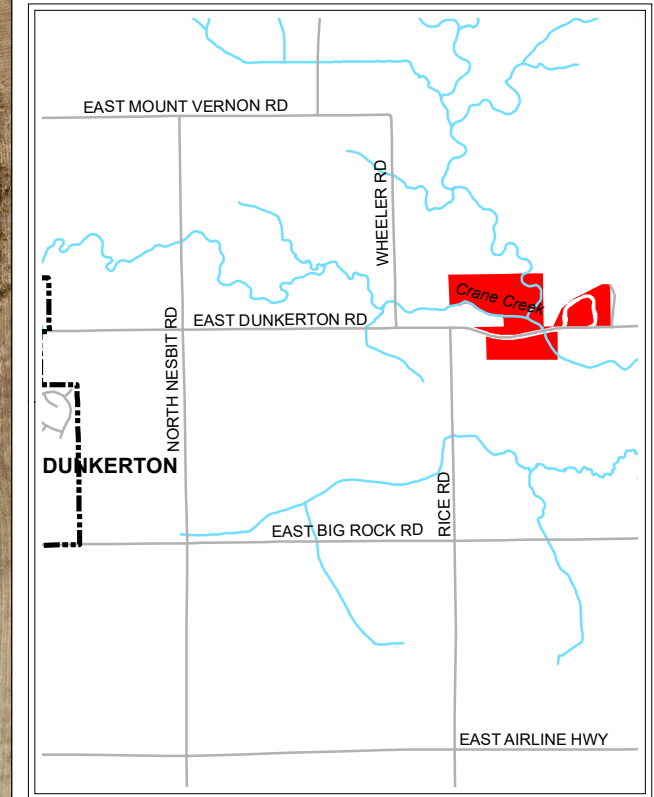 EAST MOUNT VERNON RD
WHEELER RD
Crane Creek
EAST DUNKERTON RD
NORTH NESBIT RD
DUNKERTON
RICE RD
EAST BIG ROCK RD
EAST AIRLINE HWY